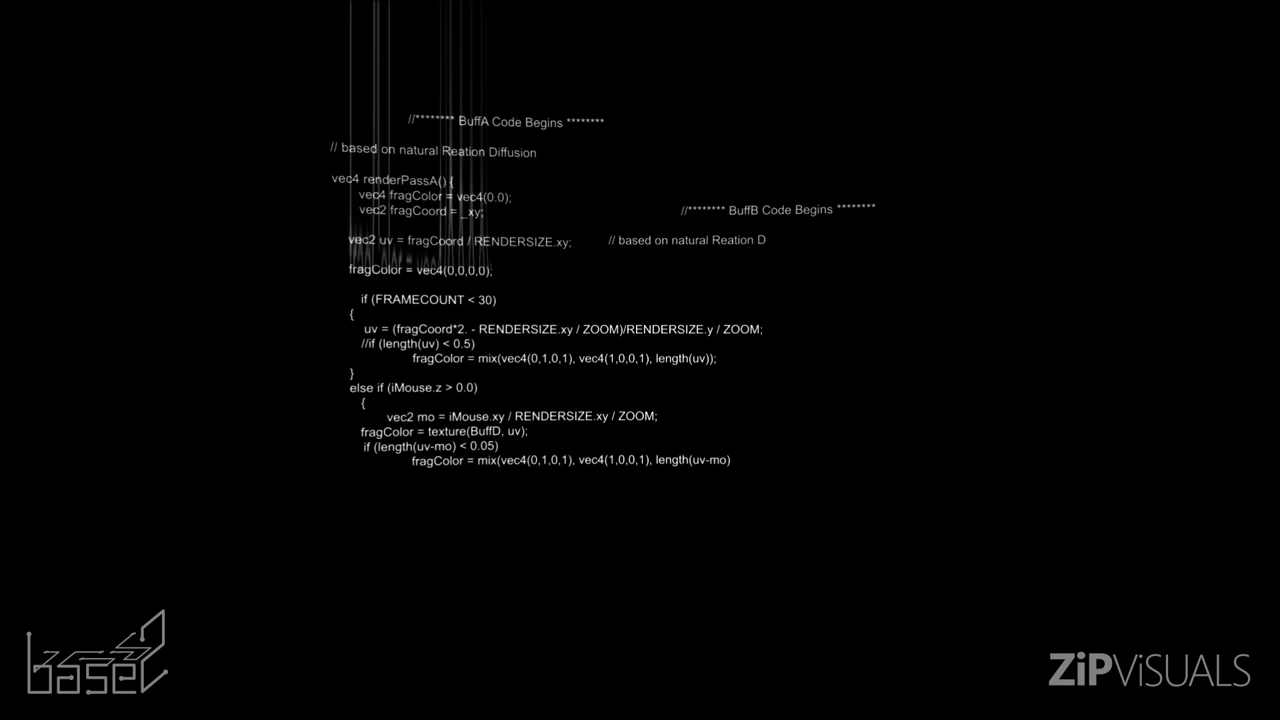 //******** BuffA Code Begins ********
// based on natural Reation Diffusion
vec4 renderPassA() {
vec4 fragColor = vec4(0.0);
vec2 fragCoord = _xy;
vec2 uv = fragCoord / RENDERSIZE.xy;
fragColor = vec4(0,0,0,0);
if (FRAMECOUNT < 30)
{
uv = (fragCoord*2. - RENDERSIZE.xy / ZOOM)/RENDERSIZE.y / ZOOM;
//if (length(uv) < 0.5)
fragColor = mix(vec4(0,1,0,1), vec4(1,0,0,1), length(uv));
}
else if (iMouse.z > 0.0)
{
vec2 mo = iMouse.xy / RENDERSIZE.xy / ZOOM;
fragColor = texture(BuffD, uv);
if (length(uv-mo) < 0.05)
fragColor = mix(vec4(0,1,0,1), vec4(1,0,0,1), length(uv-mo)
//******** BuffB Code Begins ********
// based on natural Reation D
base
ZiPViSUALS